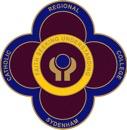 REGIONAL
CATHOLIC
COLLEGE
FAITH SEEKING UNDERSTANDING
SYDENHAM